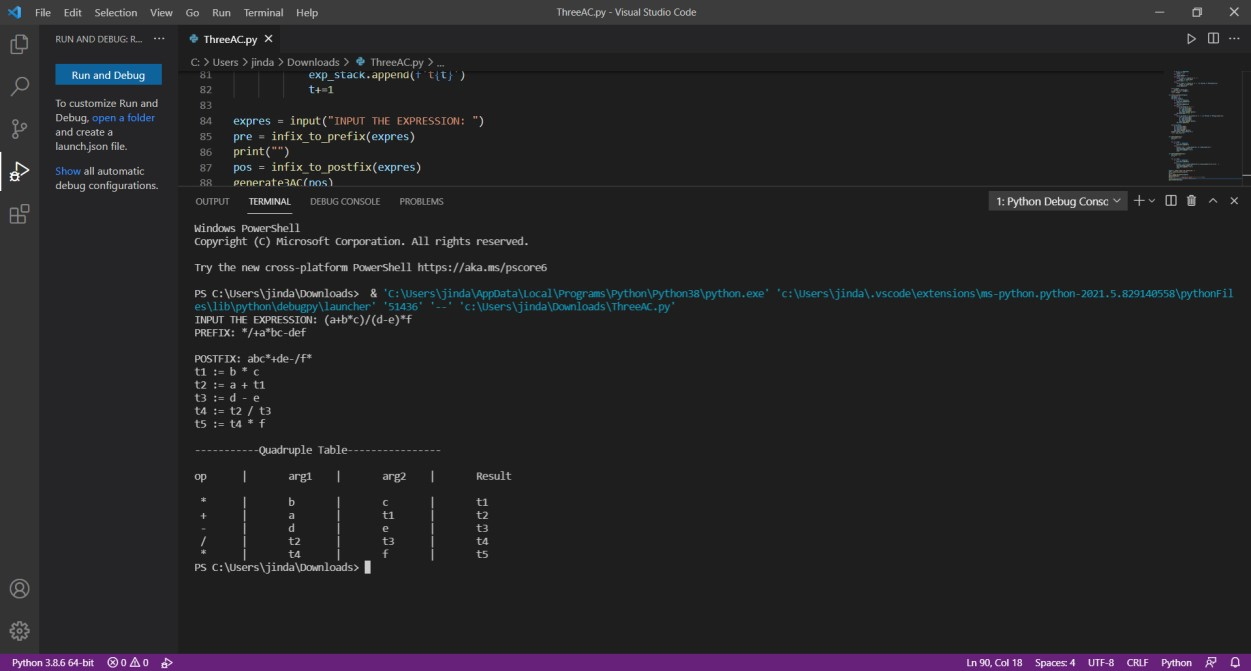 File Edit Selection View Go Run Terminal Help
ThreeAC.py - Visual Studio Code
RUN AND DEBUG: R... ···
ThreeAC.py ×
Run and Debug
To customize Run and
Debug, open a folder
and create a
launch.json file.
Show all automatic
debug configurations.
C: > Users > jinda > Downloads > ThreeAC.py > ...
81 exp_stack.append(f't{t}')
82 t+=1
83
84 expres = input("INPUT THE EXPRESSION: ")
85 pre = infix_to_prefix(expres)
86 print("")
87 pos = infix_to_postfix(expres)
88 generate3AC(pos)
OUTPUT TERMINAL DEBUG CONSOLE PROBLEMS
1: Python Debug Consc
Windows PowerShell
Copyright (C) Microsoft Corporation. All rights reserved.
Try the new cross-platform PowerShell https://aka.ms/pscore6
PS C:\Users\jinda\Downloads>  & 'C:\Users\jinda\AppData\Local\Programs\Python\Python38\python.exe' 'c:\Users\jinda\.vscode\extensions\ms-python.python-2021.5.829140558\pythonFil
es\lib\python\debugpy\launcher' '51436' '--' 'c:\Users\jinda\Downloads\ThreeAC.py'
INPUT THE EXPRESSION: (a+b*c)/(d-e)*f
PREFIX: */+a*bc-def
POSTFIX: abc*+de-/f*
t1 := b * c
t2 := a + t1
t3 := d - e
t4 := t2 / t3
t5 := t4 * f
-----------Quadruple Table----------------
op | arg1 | arg2 | Result
* | b | c | t1
+ | a | t1 | t2
- | d | e | t3
/ | t2 | t3 | t4
* | t4 | f | t5
PS C:\Users\jinda\Downloads>
Python 3.8.6 64-bit 0 0
Ln 90, Col 18 Spaces: 4 UTF-8 CRLF Python